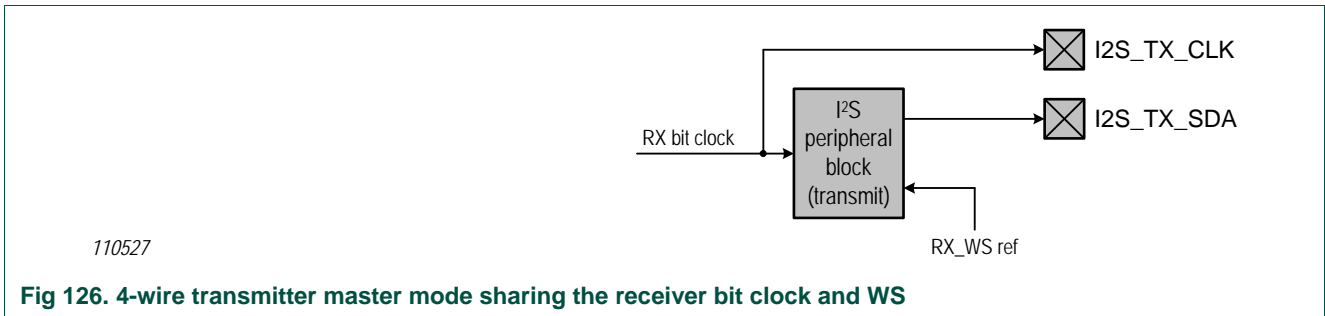 I2S_TX_CLK
I²S
peripheral
block
(transmit)
I2S_TX_SDA
RX bit clock
RX_WS ref
110527
Fig 126. 4-wire transmitter master mode sharing the receiver bit clock and WS